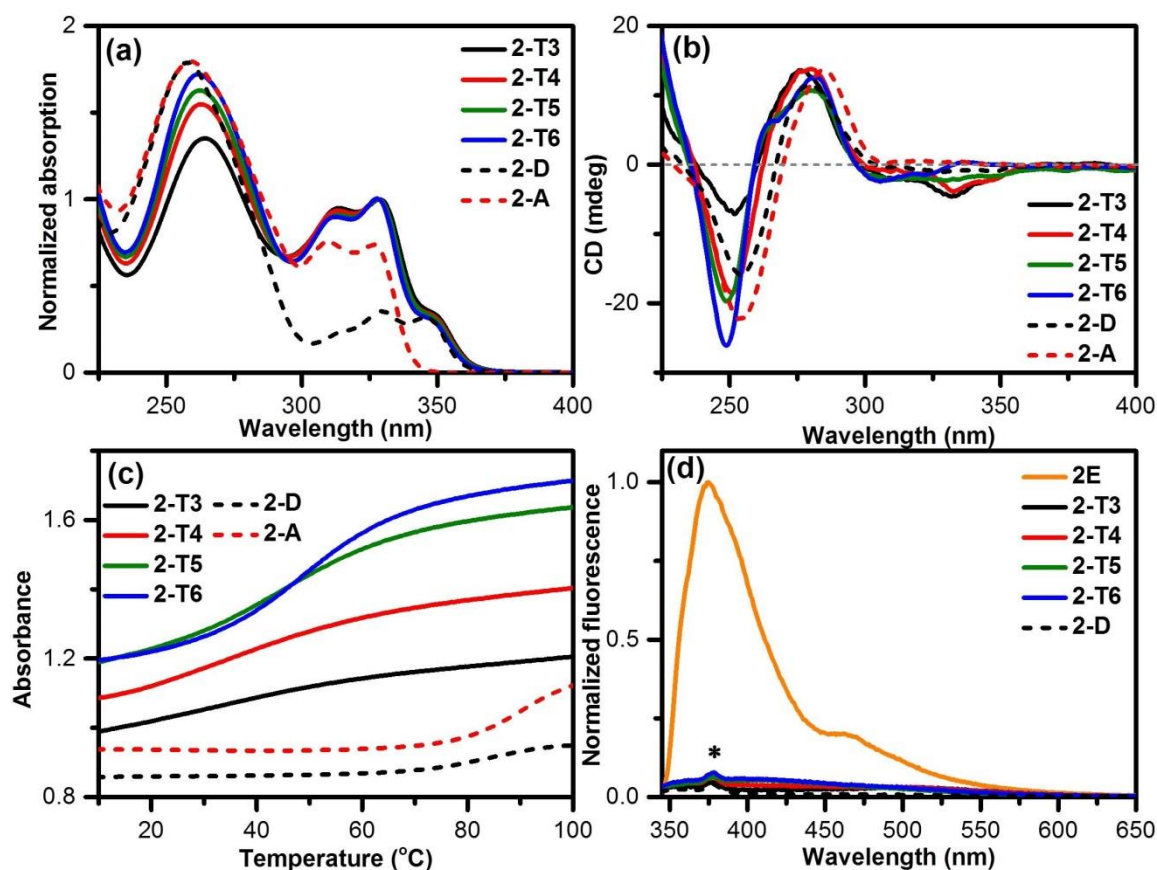 (a)
2-T3
2-T4
2-T5
2-T6
2-D
2-A
Normalized absorption
2
1
0
250 300 350 400
Wavelength (nm)
(b)
2-T3
2-T4
2-T5
2-T6
2-D
2-A
CD (mdeg)
20
0
-20
250 300 350 400
Wavelength (nm)
(c)
2-T3 2-D
2-T4 2-A
2-T5
2-T6
Absorbance
1.6
1.2
0.8
20 40 60 80 100
Temperature (°C)
(d)
2E
2-T3
2-T4
2-T5
2-T6
2-D
Normalized fluorescence
1.0
0.5
0.0
*
350 400 450 500 550 600 650
Wavelength (nm)